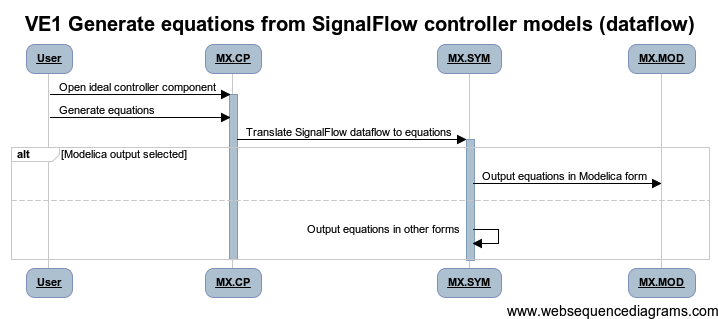 VE1 Generate equations from SignalFlow controller models (dataflow)
User MX.CP MX.SYM MX.MOD
Open ideal controller component
Generate equations
Translate SignalFlow dataflow to equations
alt [Modelica output selected]
Output equations in Modelica form
Output equations in other forms
User MX.CP MX.SYM MX.MOD
www.websequencediagrams.com